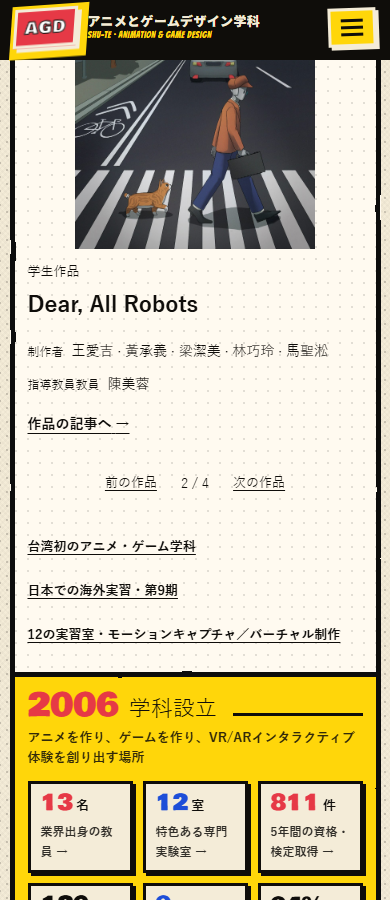 AGD
アニメとゲームデザイン学科
SHU-TE · ANIMATION & GAME DESIGN
学生作品
Dear, All Robots
制作者 王愛吉 · 黃承義 · 梁潔美 · 林巧玲 · 馬聖淞
指導教員教員 陳美蓉
作品の記事へ →
前の作品 2 / 4 次の作品
台湾初のアニメ・ゲーム学科
日本での海外実習・第9期
12の実習室・モーションキャプチャ／バーチャル制作
2006 学科設立
アニメを作り、ゲームを作り、VR/ARインタラクティブ
体験を創り出す場所
13名 12室 811件
業界出身の教 特色ある専門 5年間の資格・
員 → 実験室 → 検定取得 →